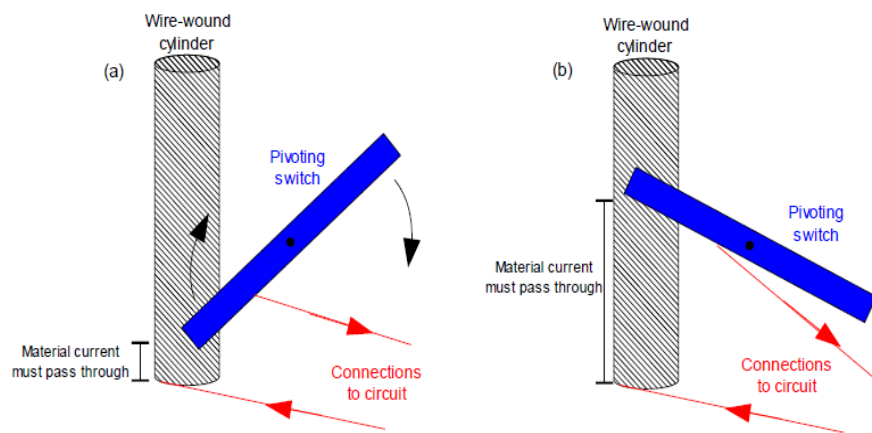 Wire-wound
cylinder
(a)
Pivoting
switch
Material current
must pass through
Connections
to circuit
Wire-wound
cylinder
(b)
Pivoting
switch
Material current
must pass through
Connections
to circuit